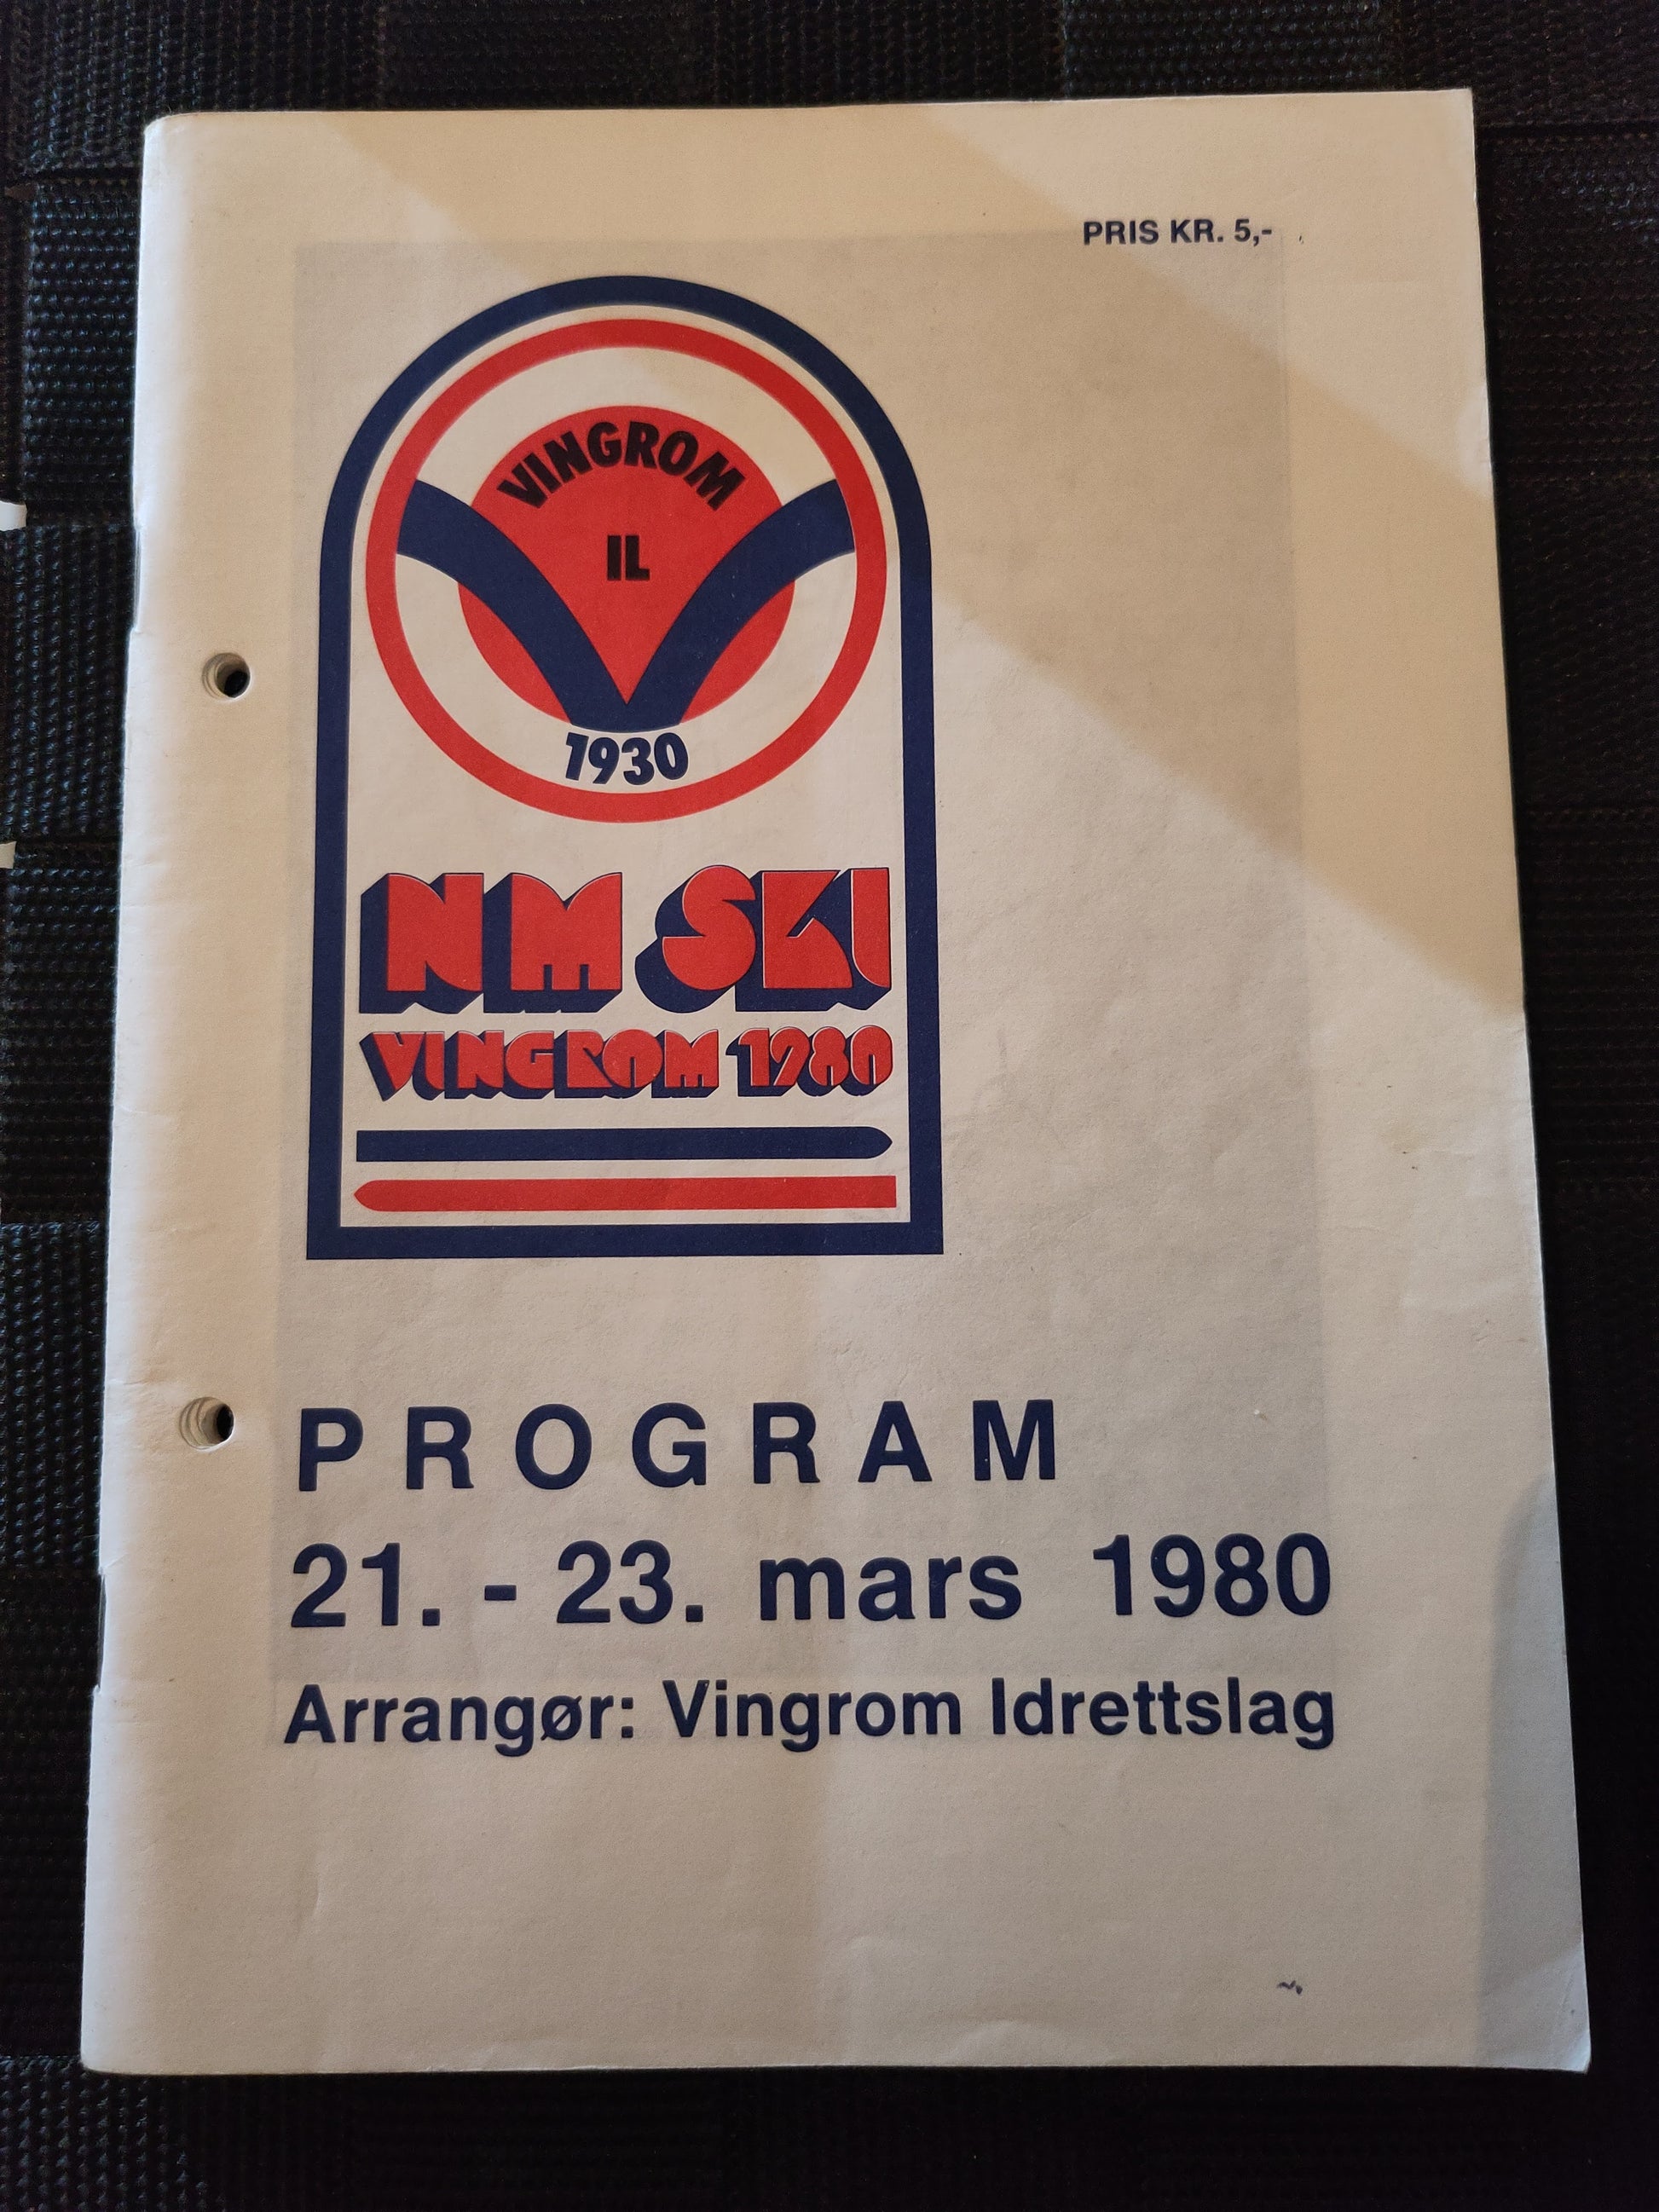 PRIS KR. 5,-
VINGROM
IL
1930
NM SKI
VINGROM 1980
PROGRAM
21. - 23. mars 1980
Arrangør: Vingrom Idrettslag